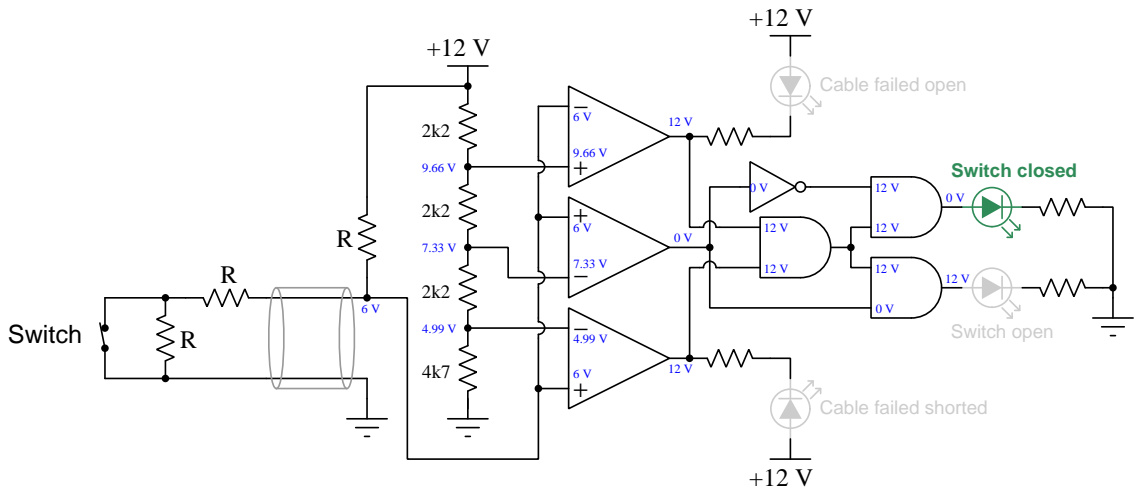 +12 V
+12 V
Cable failed open
2k2
6 V
12 V
9.66 V
9.66 V
Switch closed
2k2
0 V
12 V
0 V
R
6 V
12 V
12 V
7.33 V
0 V
7.33 V
12 V
12 V
12 V
R
2k2
6 V
0 V
Switch
R
4.99 V
4.99 V
Switch open
4k7
6 V
12 V
Cable failed shorted
+12 V